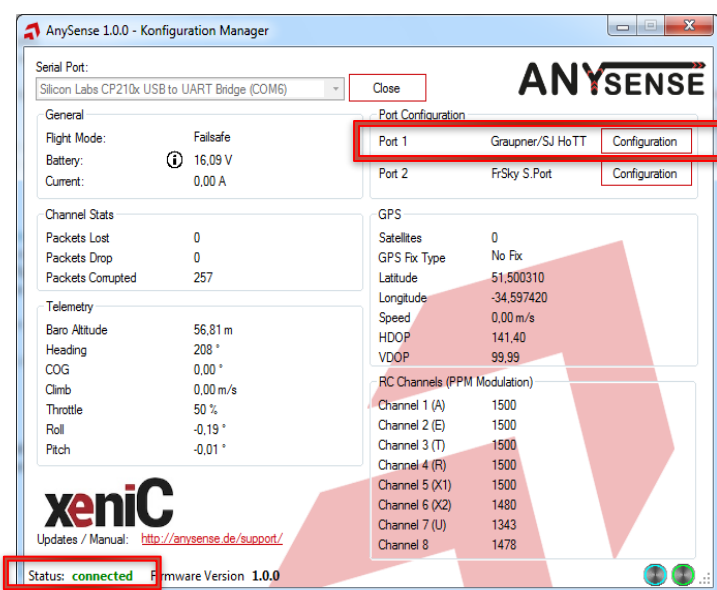 AnySense 1.0.0 - Konfiguration Manager
Serial Port:
Silicon Labs CP210x USB to UART Bridge (COM6)
Close
ANYSENSE
General
Flight Mode: Failsafe
Battery: 16,09 V
Current: 0,00 A
Port Configuration
Port 1 Graupner/SJ HoTT Configuration
Port 2 FrSky S.Port Configuration
Channel Stats
Packets Lost 0
Packets Drop 0
Packets Corrupted 257
GPS
Satellites 0
GPS Fix Type No Fix
Latitude 51,500310
Longitude -34,597420
Speed 0,00 m/s
HDOP 141,40
VDOP 99,99
Telemetry
Baro Altitude 56,81 m
Heading 208 °
COG 0,00 °
Climb 0,00 m/s
Throttle 50 %
Roll -0,19 °
Pitch -0,01 °
RC Channels (PPM Modulation)
Channel 1 (A) 1500
Channel 2 (E) 1500
Channel 3 (T) 1500
Channel 4 (R) 1500
Channel 5 (X1) 1500
Channel 6 (X2) 1480
Channel 7 (U) 1343
Channel 8 1478
xeniC
Updates / Manual: http://anysense.de/support/
Status: connected Firmware Version 1.0.0